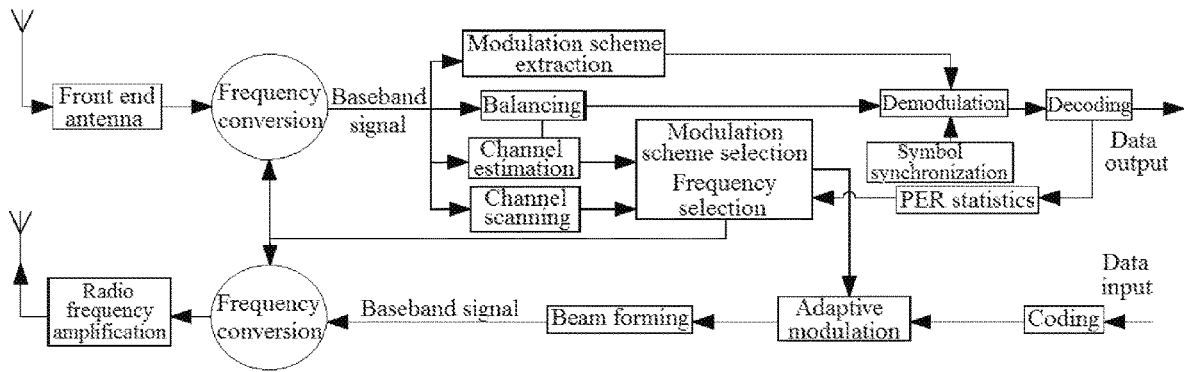 Modulation scheme
extraction
Front end
antenna
Frequency
conversion
Baseband
signal
Balancing
Demodulation
Decoding
Channel
estimation
Modulation
scheme selection
Frequency
selection
Symbol
synchronization
Data
output
Channel
scanning
PER statistics
Radio
frequency
amplification
Frequency
conversion
Baseband signal
Beam forming
Adaptive
modulation
Coding
Data
input